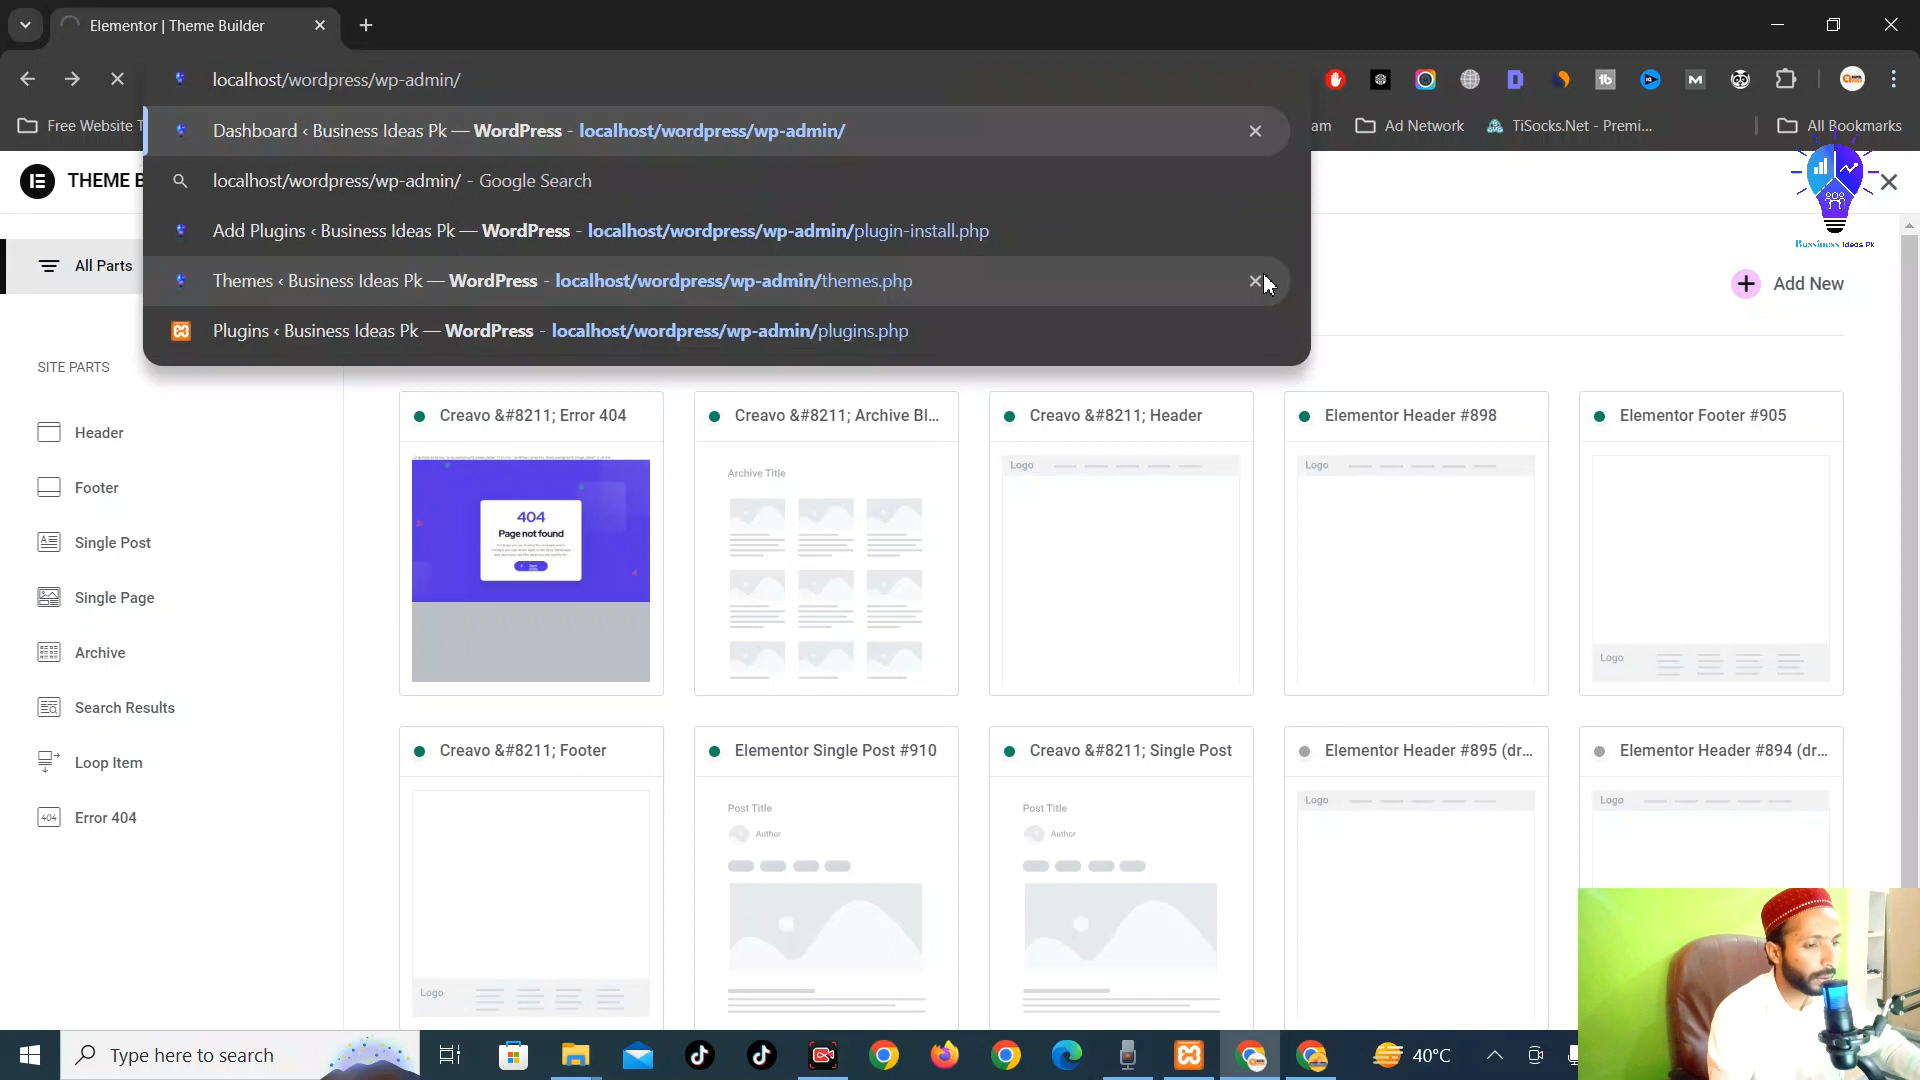 Elementor | Theme Builder
localhost/wordpress/wp-admin/
Dashboard ‹ Business Ideas Pk — WordPress - localhost/wordpress/wp-admin/
localhost/wordpress/wp-admin/ - Google Search
Add Plugins ‹ Business Ideas Pk — WordPress - localhost/wordpress/wp-admin/plugin-install.php
Themes ‹ Business Ideas Pk — WordPress - localhost/wordpress/wp-admin/themes.php
Plugins ‹ Business Ideas Pk — WordPress - localhost/wordpress/wp-admin/plugins.php
Free Website T
am
Ad Network
TiSocks.Net - Premi...
All Bookmarks
THEME B
Bussiness Ideas Pk
All Parts
Add New
SITE PARTS
Header
Footer
Single Post
Single Page
Archive
Search Results
Loop Item
404
Error 404
Creavo &#8211; Error 404
Creavo &#8211; Archive Bl...
Creavo &#8211; Header
Elementor Header #898
Elementor Footer #905
404
Page not found
Archive Title
Logo
Logo
Logo
Creavo &#8211; Footer
Elementor Single Post #910
Creavo &#8211; Single Post
Elementor Header #895 (dr...
Elementor Header #894 (dr...
Logo
Post Title
Author
Post Title
Author
Logo
Logo
Type here to search
40°C